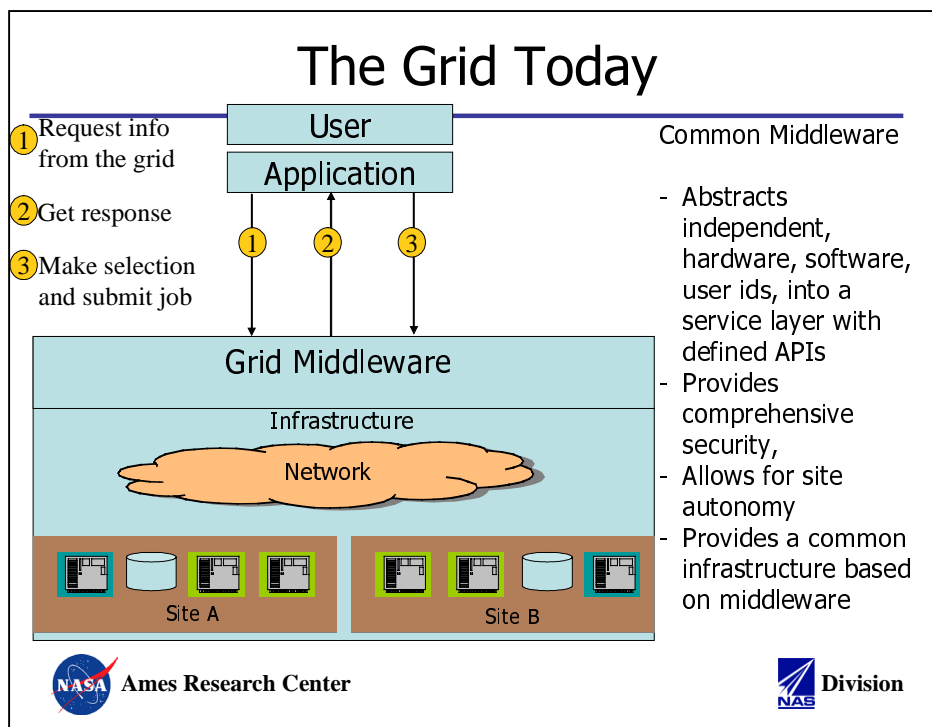 The Grid Today
1
Request info
from the grid
2
Get response
3
Make selection
and submit job
User
Application
1
2
3
Grid Middleware
Infrastructure
Network
Site A
Site B
Common Middleware
- Abstracts
independent,
hardware, software,
user ids, into a
service layer with
defined APIs
- Provides
comprehensive
security,
- Allows for site
autonomy
- Provides a common
infrastructure based
on middleware
NASA
Ames Research Center
NAS
Division